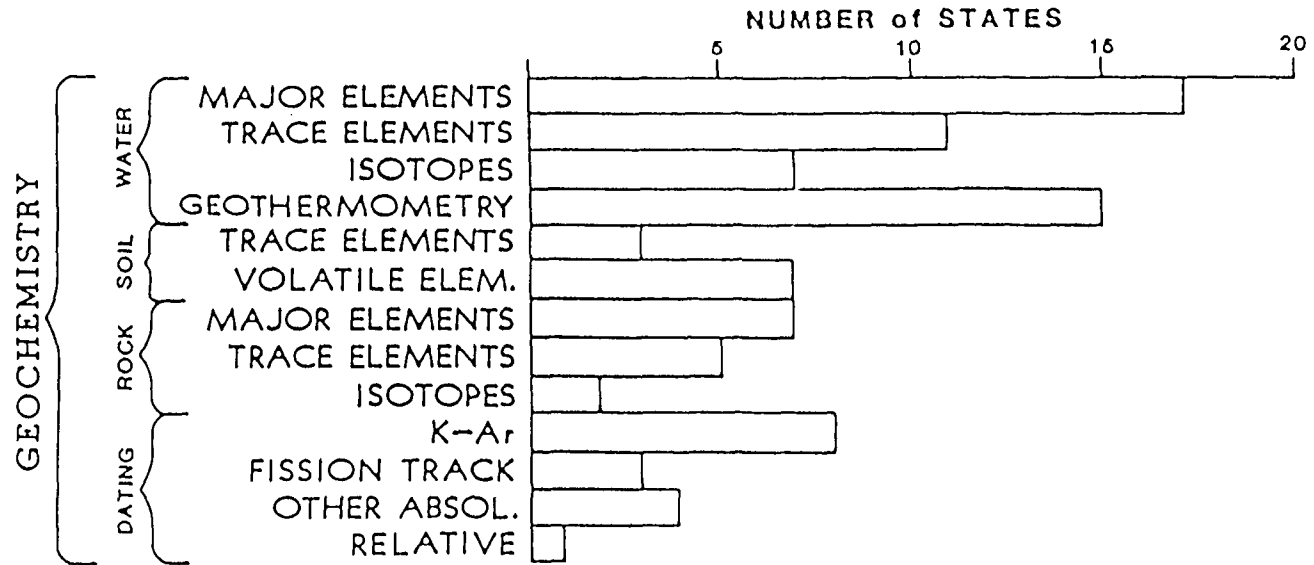 NUMBER of STATES
5 10 15 20
GEOCHEMISTRY
WATER
MAJOR ELEMENTS
TRACE ELEMENTS
ISOTOPES
GEOTHERMOMETRY
SOIL
TRACE ELEMENTS
VOLATILE ELEM.
ROCK
MAJOR ELEMENTS
TRACE ELEMENTS
ISOTOPES
DATING
K-Ar
FISSION TRACK
OTHER ABSOL.
RELATIVE